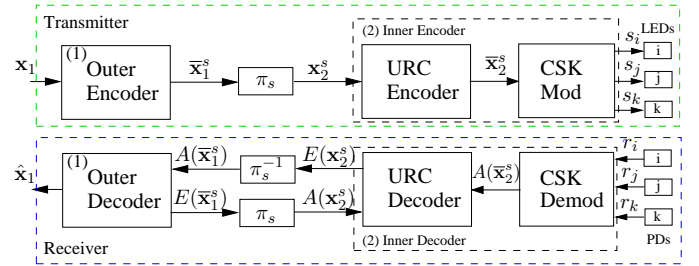 Transmitter
(2) Inner Encoder
LEDs
x₁
(1)
Outer
Encoder
x̅₁ˢ
πₛ
x₂ˢ
URC
Encoder
x̅₂ˢ
CSK
Mod
sᵢ
i
sⱼ
j
sₖ
k
x̂₁
(1)
Outer
Decoder
A(x̅₁ˢ)
πₛ⁻¹
E(x₂ˢ)
E(x̅₁ˢ)
πₛ
A(x₂ˢ)
URC
Decoder
A(x̅₂ˢ)
CSK
Demod
rᵢ
i
rⱼ
j
rₖ
k
Receiver
(2) Inner Decoder
PDs